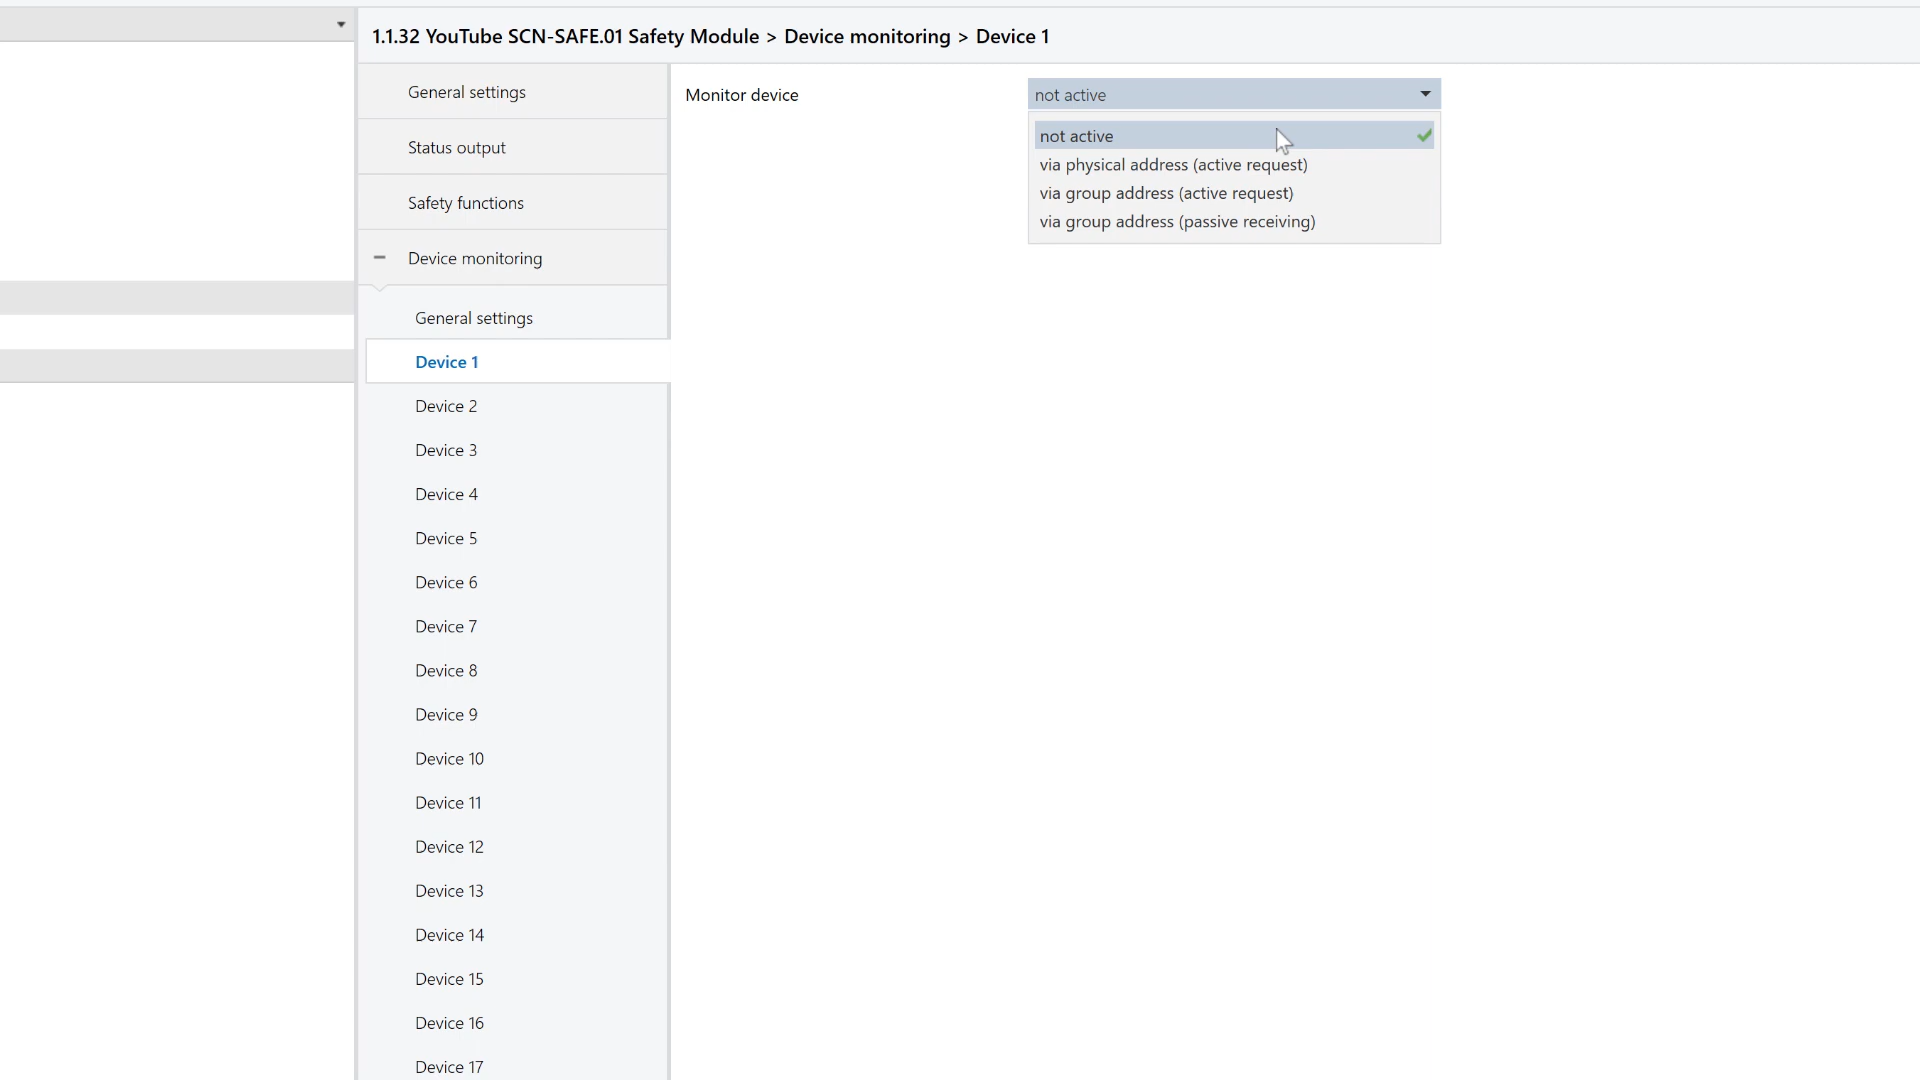 1.1.32 YouTube SCN-SAFE.01 Safety Module > Device monitoring > Device 1
General settings
Status output
Safety functions
Device monitoring
General settings
Device 1
Device 2
Device 3
Device 4
Device 5
Device 6
Device 7
Device 8
Device 9
Device 10
Device 11
Device 12
Device 13
Device 14
Device 15
Device 16
Device 17
Monitor device
not active
not active
via physical address (active request)
via group address (active request)
via group address (passive receiving)